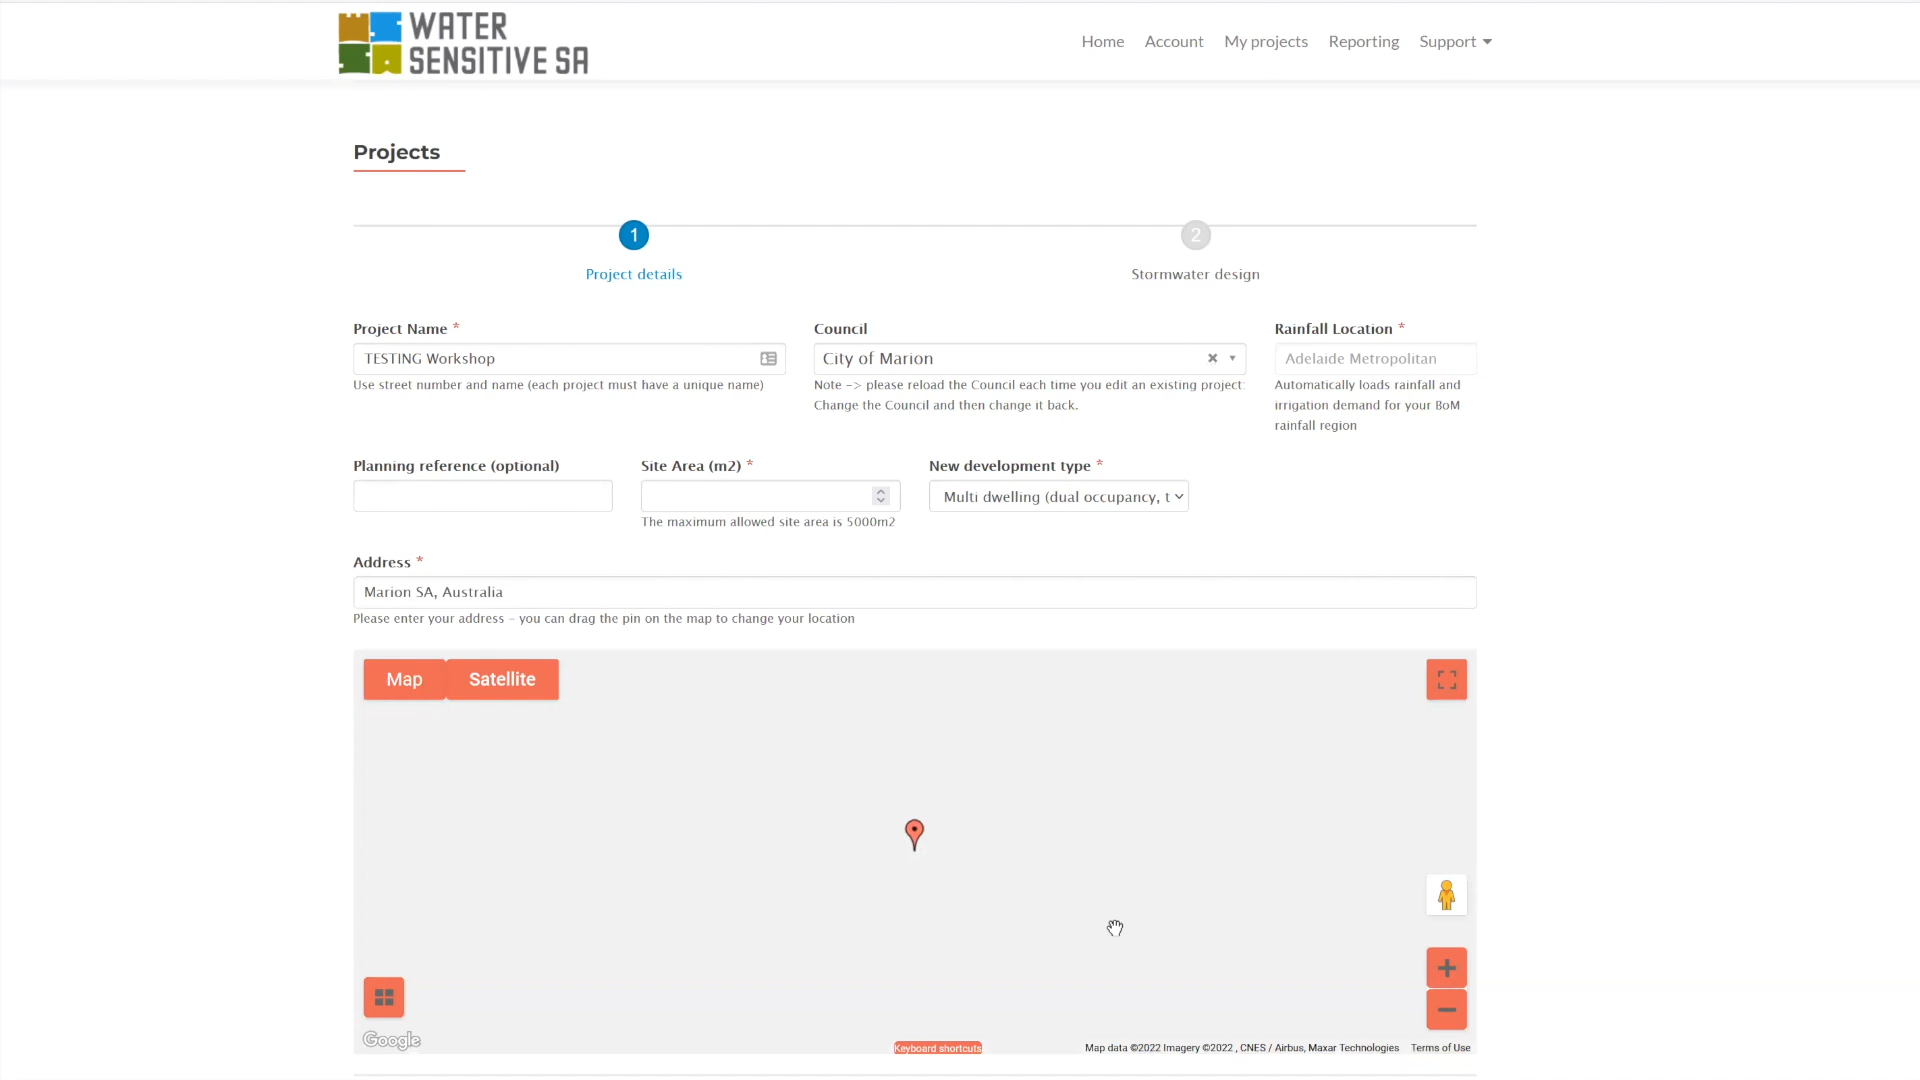 WATER
SENSITIVE SA
Home Account My projects Reporting Support
Projects
1
2
Project details
Stormwater design
Project Name *
Council
Rainfall Location *
TESTING Workshop
City of Marion
Adelaide Metropolitan
Use street number and name (each project must have a unique name)
Note -> please reload the Council each time you edit an existing project:
Change the Council and then change it back.
Automatically loads rainfall and
irrigation demand for your BoM
rainfall region
Planning reference (optional)
Site Area (m2) *
New development type *
Multi dwelling (dual occupancy, t
The maximum allowed site area is 5000m2
Address *
Marion SA, Australia
Please enter your address – you can drag the pin on the map to change your location
Map
Satellite
Google
Keyboard shortcuts
Map data ©2022 Imagery ©2022 , CNES / Airbus, Maxar Technologies
Terms of Use